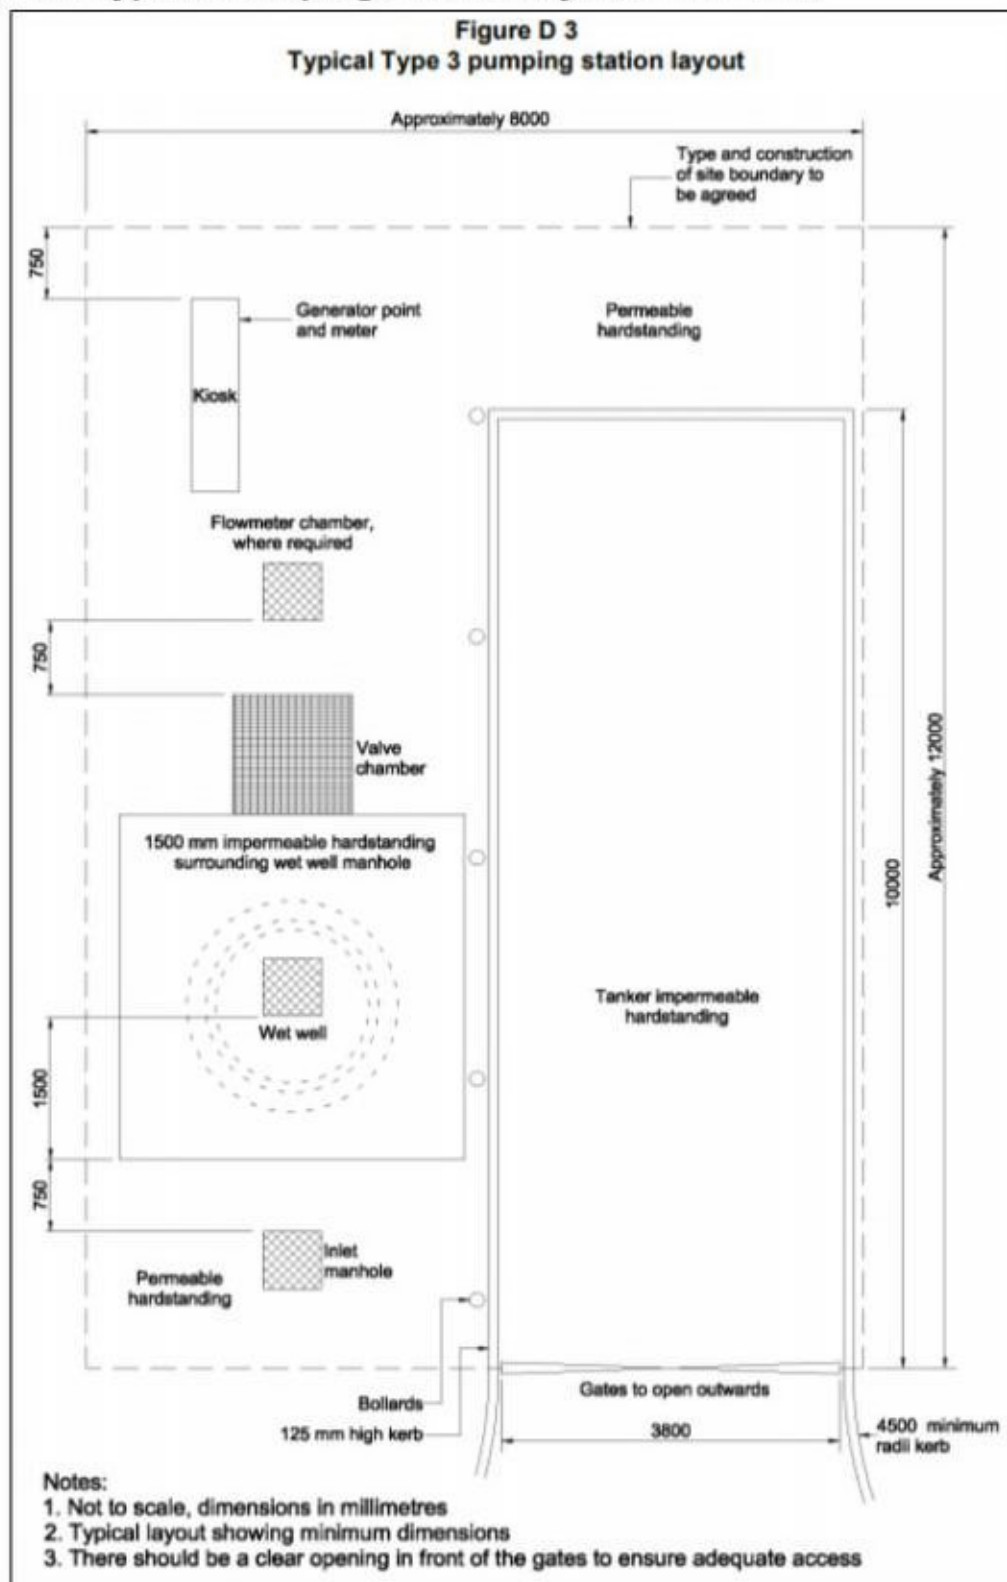 Figure D 3
Typical Type 3 pumping station layout
Approximately 8000
Type and construction
of site boundary to
be agreed
750
Generator point
and meter
Permeable
hardstanding
Kiosk
Flowmeter chamber,
where required
750
Valve
chamber
Approximately 12000
10000
1500 mm impermeable hardstanding
surrounding wet well manhole
Tanker impermeable
hardstanding
Wet well
1500
750
Inlet
manhole
Permeable
hardstanding
Gates to open outwards
Bollards
125 mm high kerb
3800
4500 minimum
radii kerb
Notes:
1. Not to scale, dimensions in millimetres
2. Typical layout showing minimum dimensions
3. There should be a clear opening in front of the gates to ensure adequate access